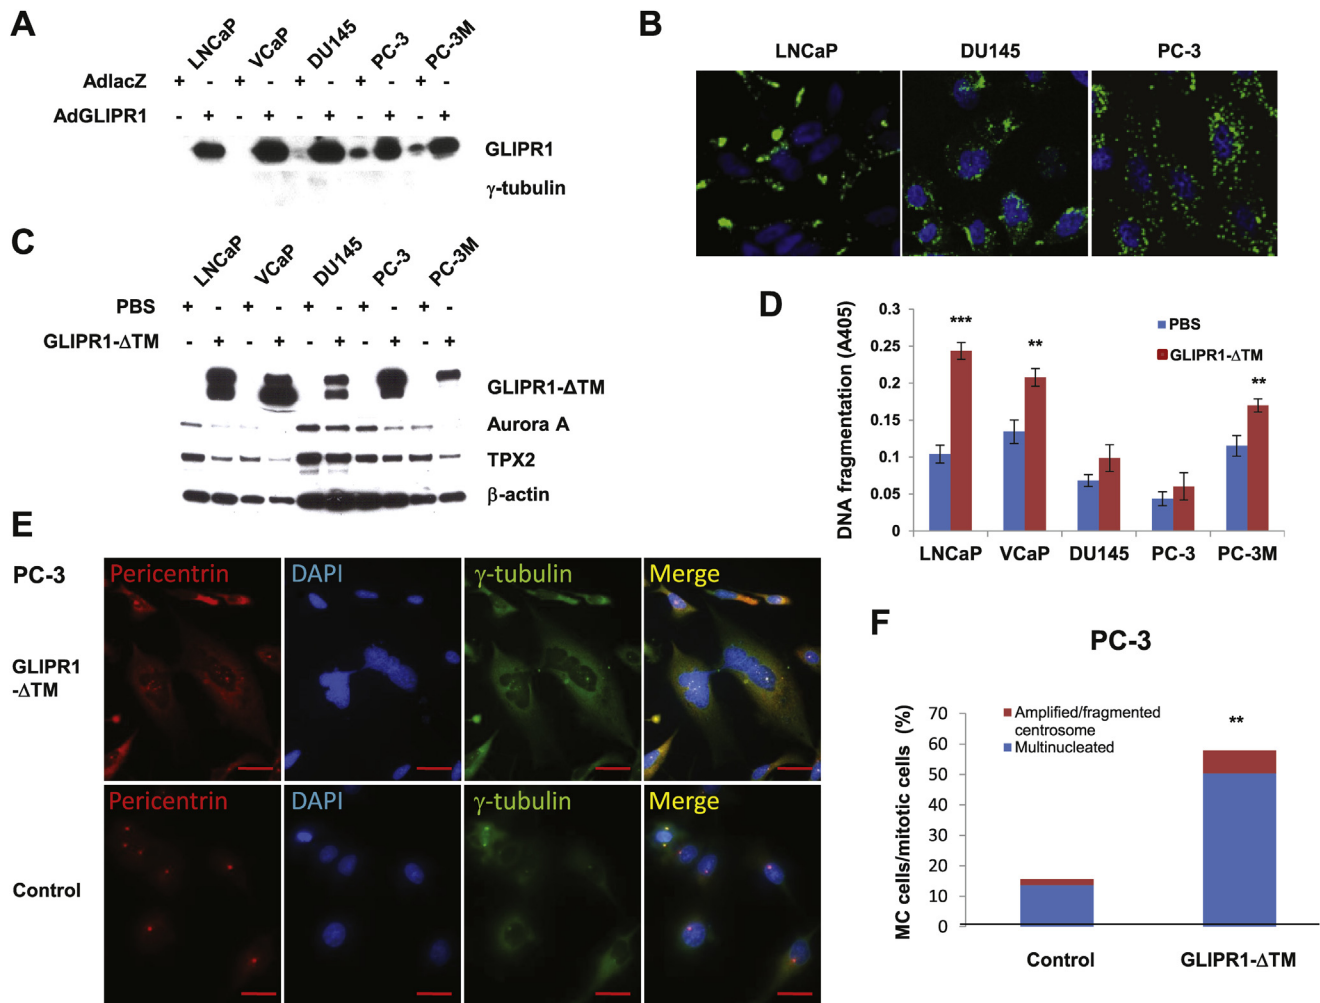 A
LNCaP VCaP DU145 PC-3 PC-3M
AdlacZ + - + - + - + - + -
AdGLIPR1 - + - + - + - + - +
GLIPR1
γ-tubulin
B
LNCaP DU145 PC-3
C
LNCaP VCaP DU145 PC-3 PC-3M
PBS + - + - + - + - + -
GLIPR1-ΔTM - + - + - + - + - +
GLIPR1-ΔTM
Aurora A
TPX2
β-actin
D
DNA fragmentation (A405)
0.3
0.25
0.2
0.15
0.1
0.05
0
*** ** **
PBS
GLIPR1-ΔTM
LNCaP VCaP DU145 PC-3 PC-3M
E
PC-3
Pericentrin DAPI γ-tubulin Merge
GLIPR1
-ΔTM
Pericentrin DAPI γ-tubulin Merge
Control
F
PC-3
MC cells/mitotic cells (%)
70
60
50
40
30
20
10
0
Amplified/fragmented
centrosome
Multinucleated
**
Control GLIPR1-ΔTM